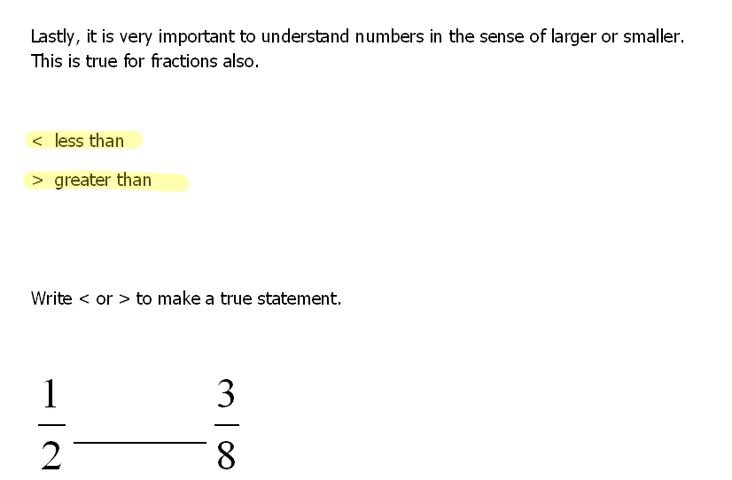 Lastly, it is very important to understand numbers in the sense of larger or smaller.
This is true for fractions also.
< less than
> greater than
Write < or > to make a true statement.
1 3
2 ______ 8